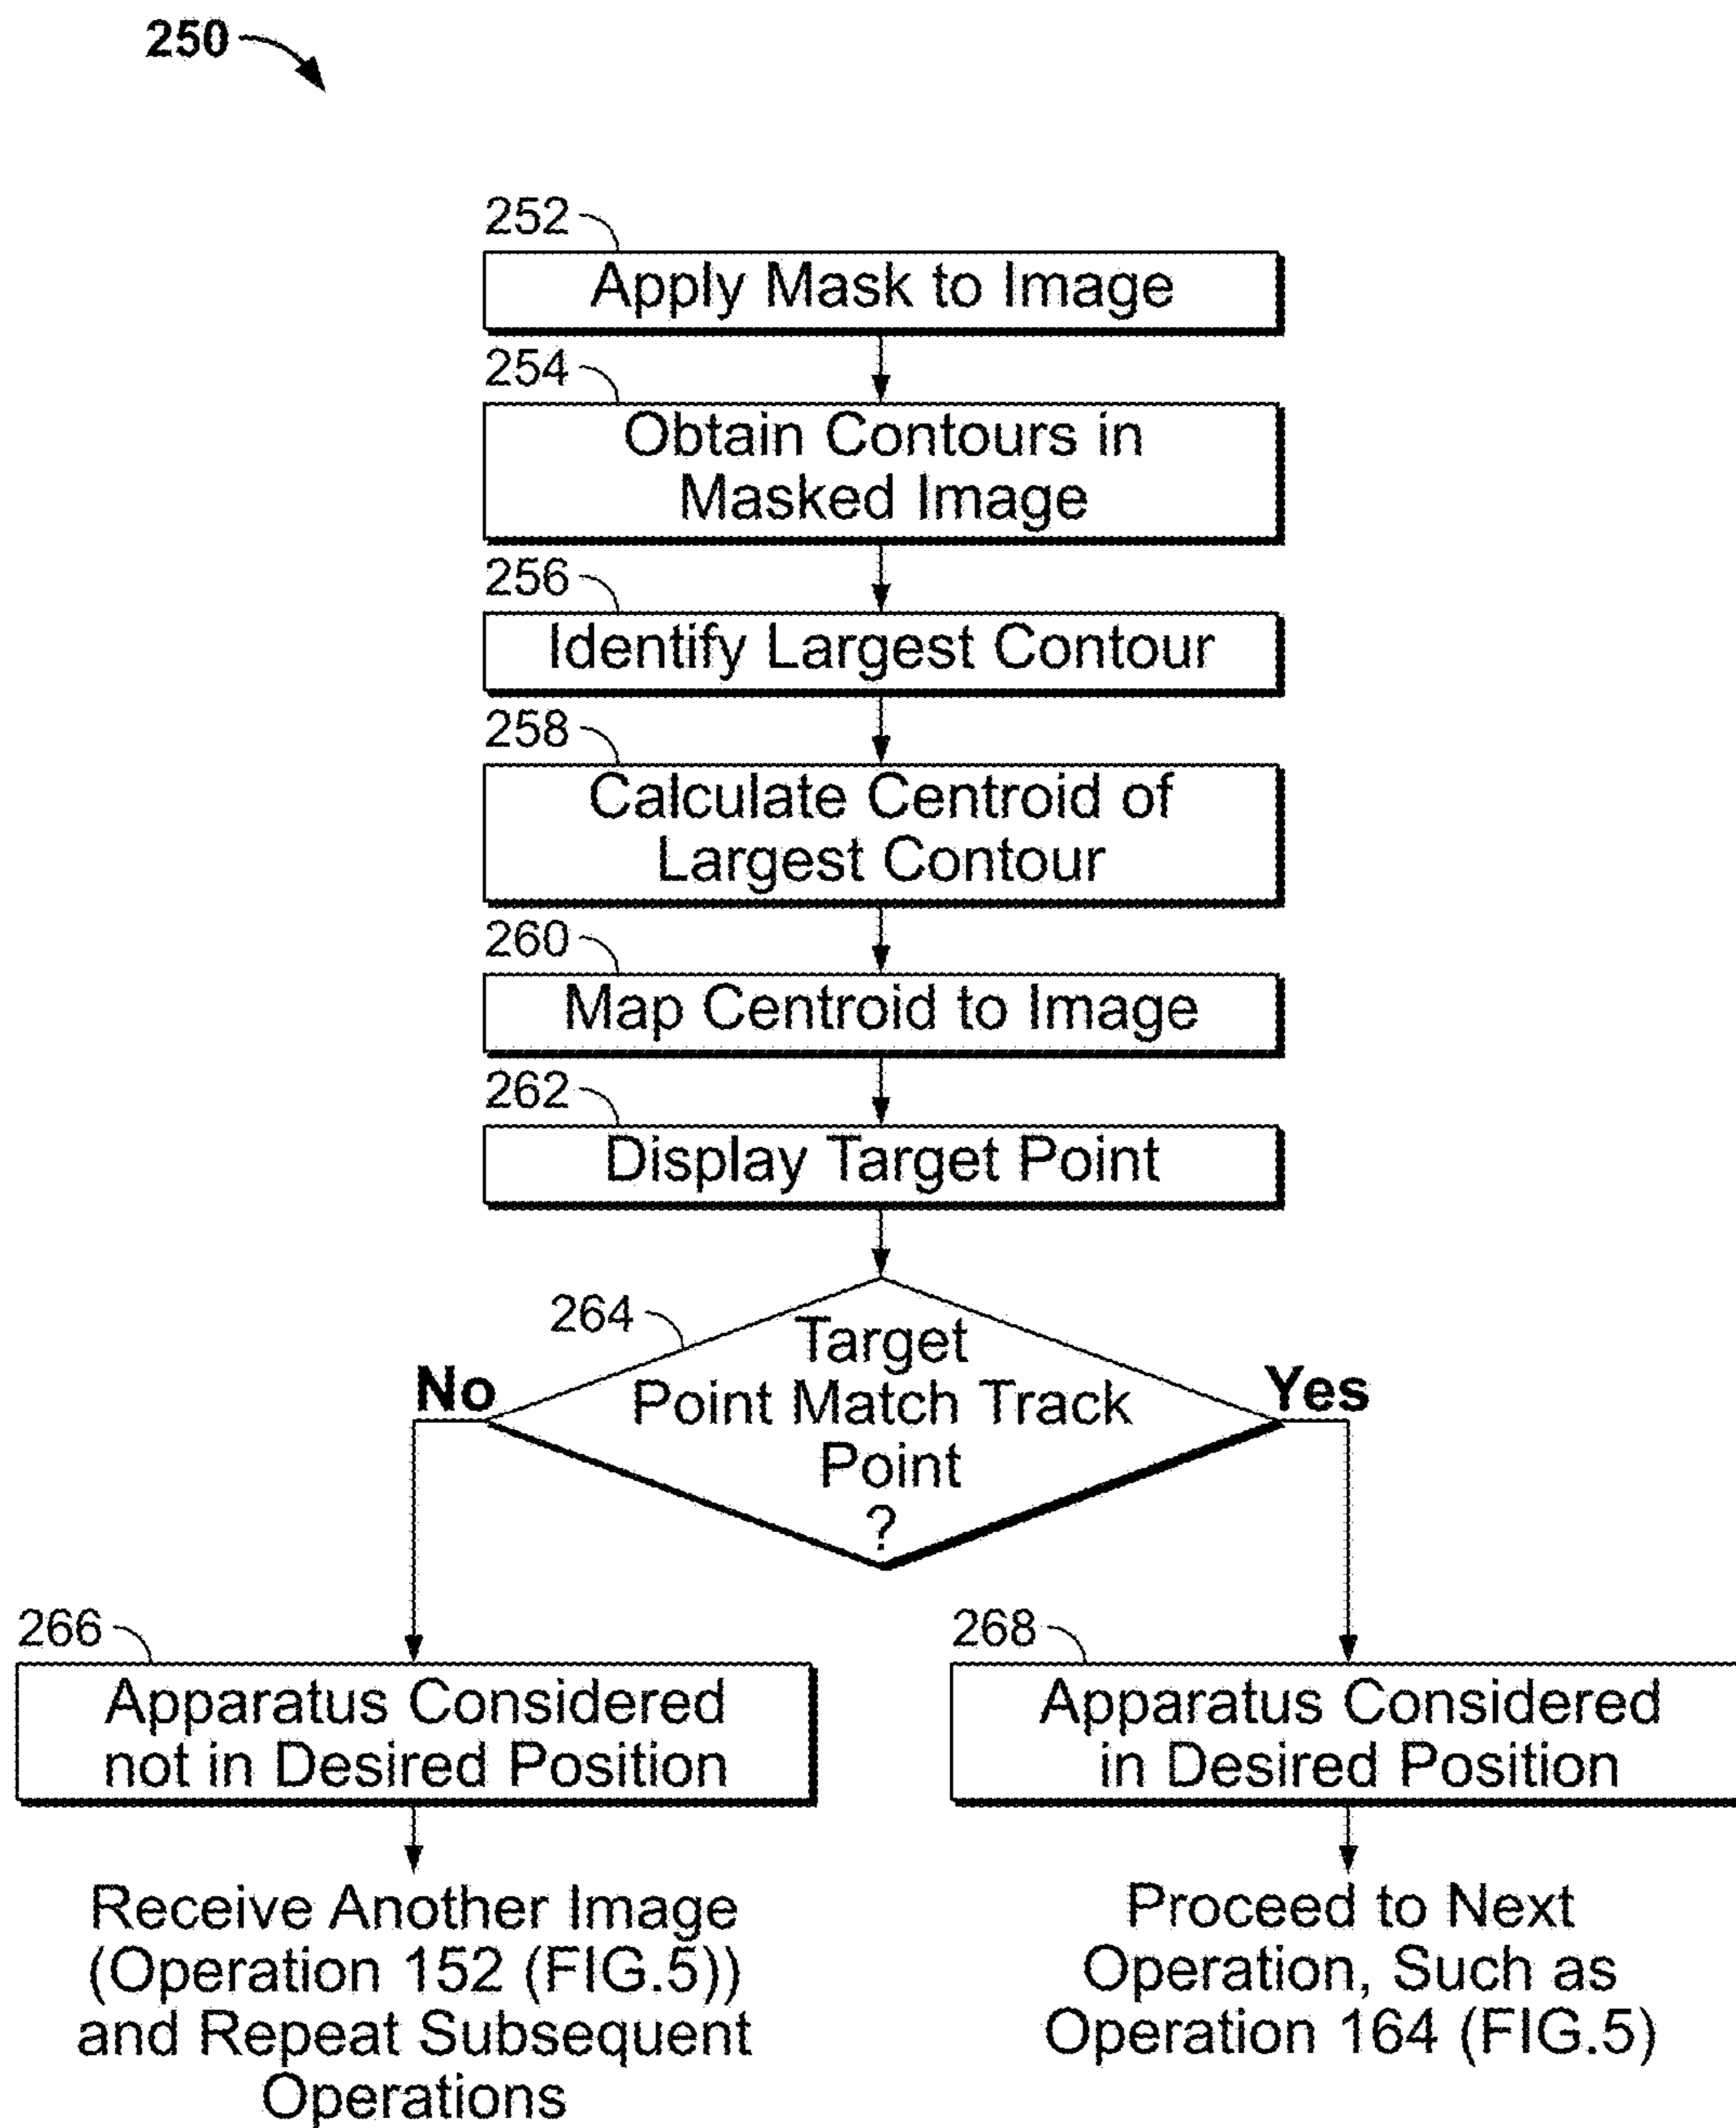 250
252
Apply Mask to Image
254
Obtain Contours in
Masked Image
256
Identify Largest Contour
258
Calculate Centroid of
Largest Contour
260
Map Centroid to Image
262
Display Target Point
264
Target
Point Match Track
Point
?
No
Yes
266
Apparatus Considered
not in Desired Position
Receive Another Image
(Operation 152 (FIG.5))
and Repeat Subsequent
Operations
268
Apparatus Considered
in Desired Position
Proceed to Next
Operation, Such as
Operation 164 (FIG.5)